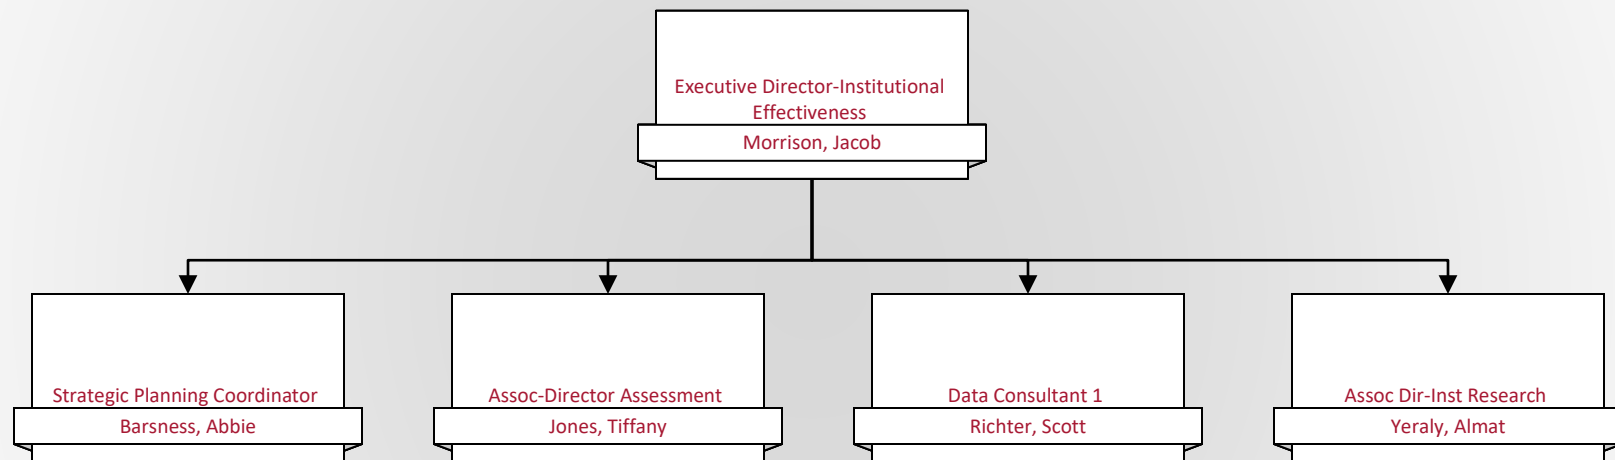 Executive Director-Institutional
Effectiveness
Morrison, Jacob
Strategic Planning Coordinator
Barsness, Abbie
Assoc-Director Assessment
Jones, Tiffany
Data Consultant 1
Richter, Scott
Assoc Dir-Inst Research
Yeraly, Almat